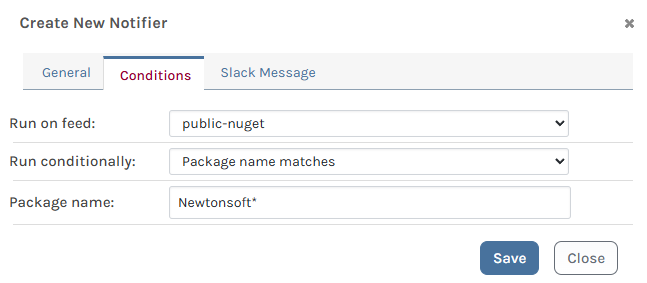 Create New Notifier ×
General Conditions Slack Message
Run on feed: public-nuget
Run conditionally: Package name matches
Package name: Newtonsoft*
Save Close